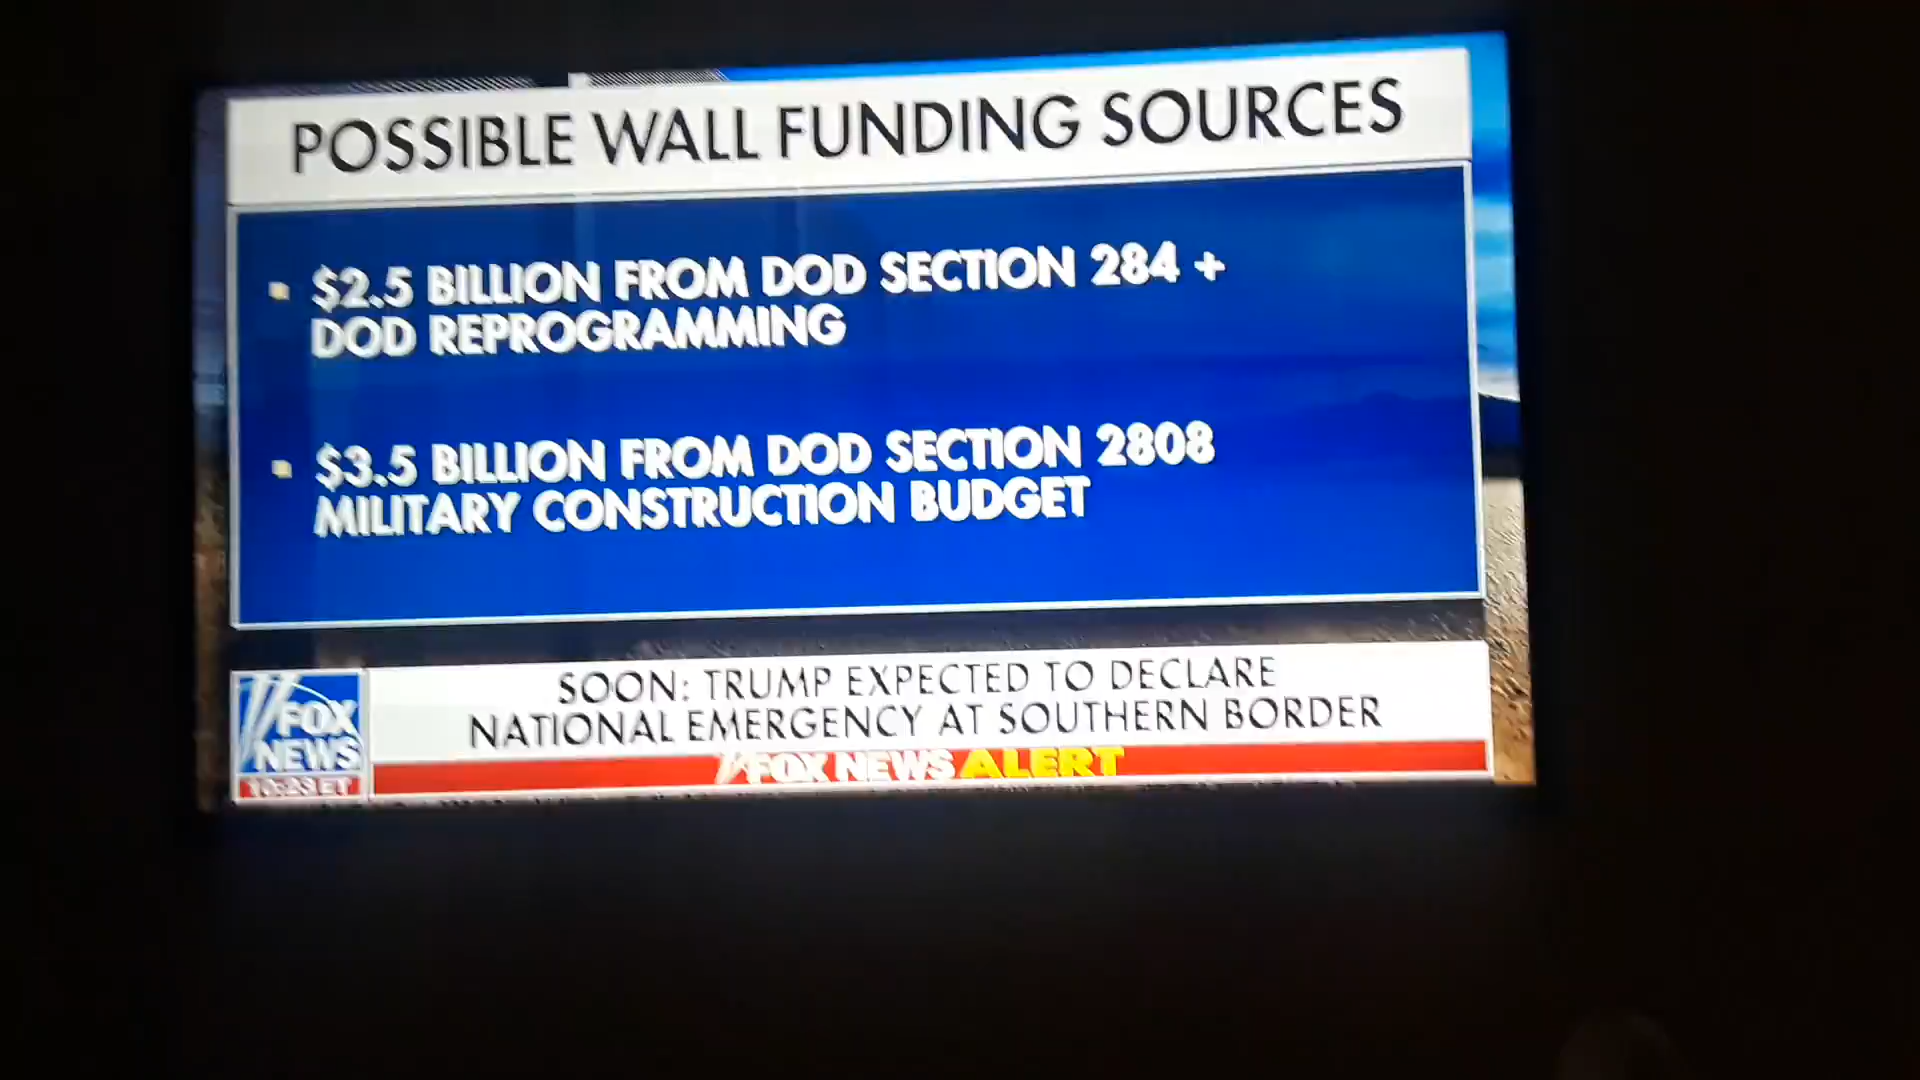 POSSIBLE WALL FUNDING SOURCES
$2.5 BILLION FROM DOD SECTION 284 +
DOD REPROGRAMMING
$3.5 BILLION FROM DOD SECTION 2808
MILITARY CONSTRUCTION BUDGET
SOON: TRUMP EXPECTED TO DECLARE
NATIONAL EMERGENCY AT SOUTHERN BORDER
FOX
NEWS
FOX NEWS ALERT
ET